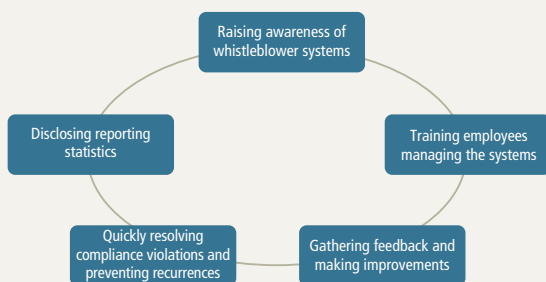 Raising awareness of
whistleblower systems
Disclosing reporting
statistics
Training employees
managing the systems
Quickly resolving
compliance violations and
preventing recurrences
Gathering feedback and
making improvements